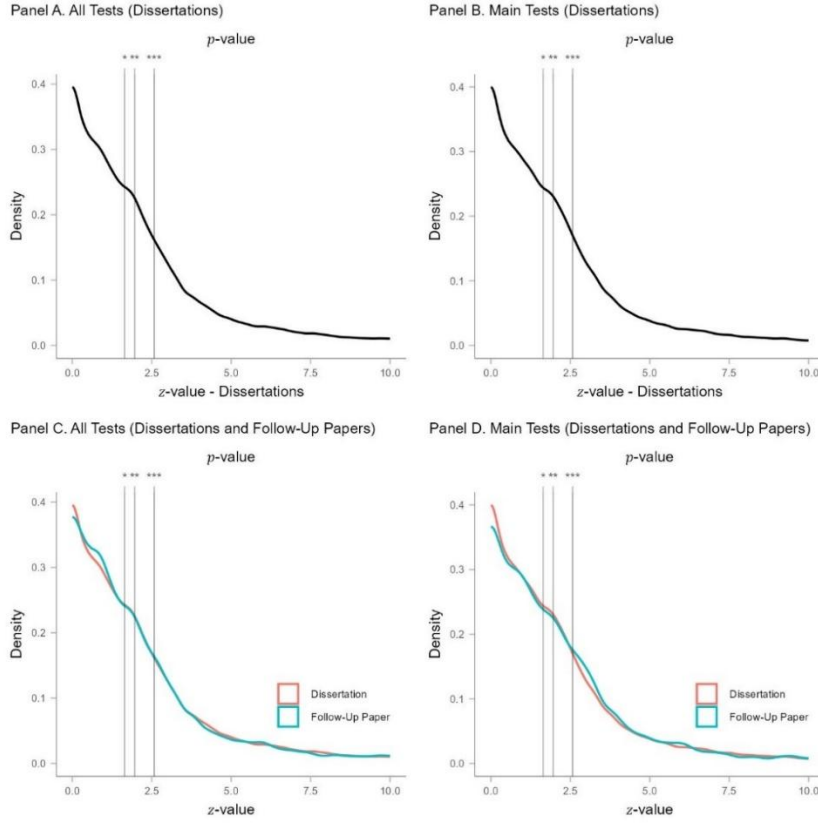 Panel A. All Tests (Dissertations)
p-value
* ** ***
Density
0.4
0.3
0.2
0.1
0.0
0.0 2.5 5.0 7.5 10.0
z-value - Dissertations
Panel B. Main Tests (Dissertations)
p-value
* ** ***
Density
0.4
0.3
0.2
0.1
0.0
0.0 2.5 5.0 7.5 10.0
z-value - Dissertations
Panel C. All Tests (Dissertations and Follow-Up Papers)
p-value
* ** ***
Density
0.4
0.3
0.2
0.1
0.0
Dissertation
Follow-Up Paper
0.0 2.5 5.0 7.5 10.0
z-value
Panel D. Main Tests (Dissertations and Follow-Up Papers)
p-value
* ** ***
Density
0.4
0.3
0.2
0.1
0.0
Dissertation
Follow-Up Paper
0.0 2.5 5.0 7.5 10.0
z-value